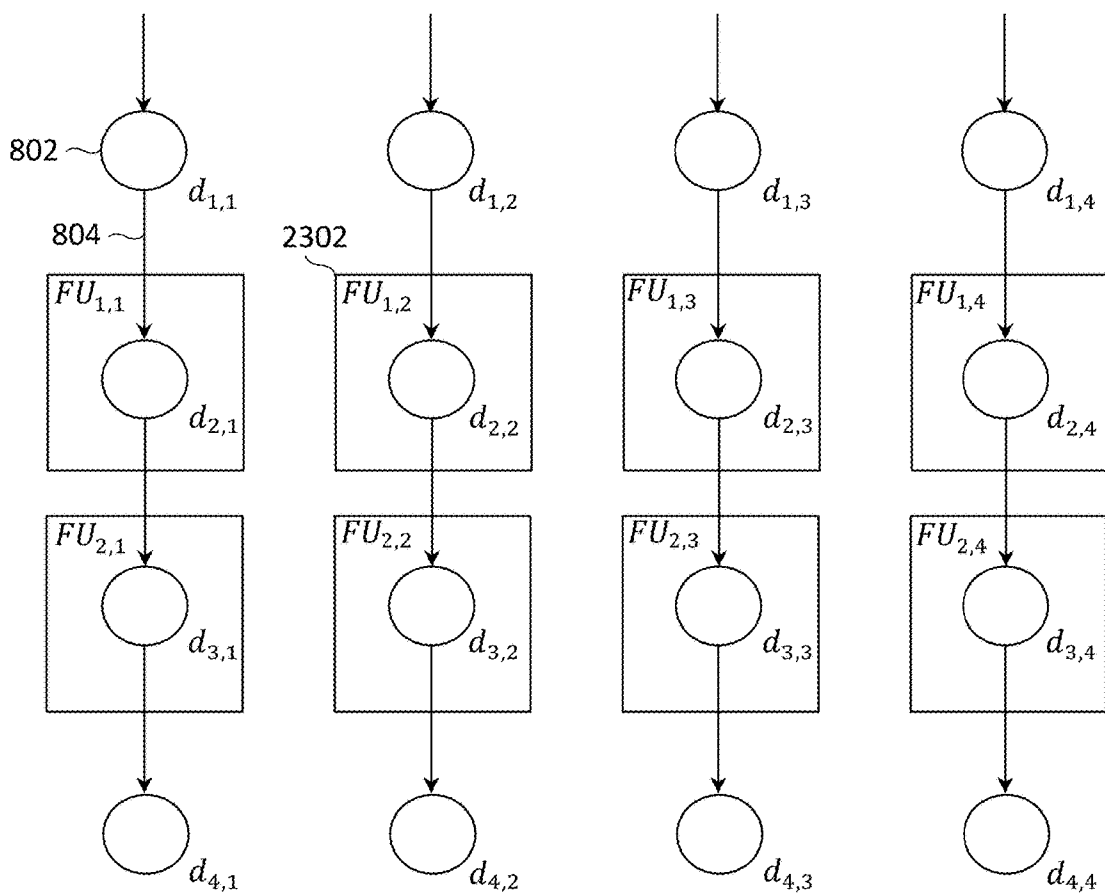 802
d1,1 d1,2 d1,3 d1,4
804
2302
FU1,1 FU1,2 FU1,3 FU1,4
d2,1 d2,2 d2,3 d2,4
FU2,1 FU2,2 FU2,3 FU2,4
d3,1 d3,2 d3,3 d3,4
d4,1 d4,2 d4,3 d4,4